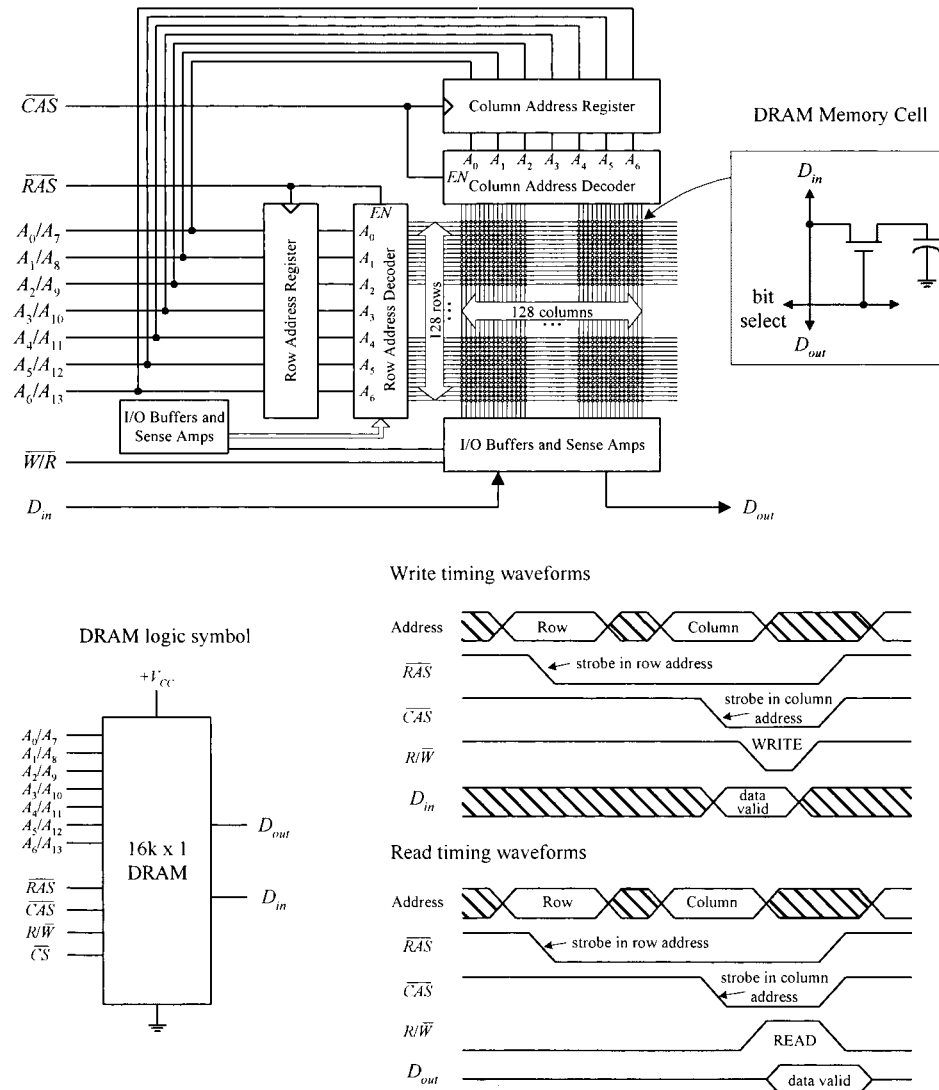 CAS
Column Address Register
DRAM Memory Cell
A0 A1 A2 A3 A4 A5 A6
EN
Column Address Decoder
RAS
EN
A0/A7
A1/A8
A2/A9
A3/A10
A4/A11
A5/A12
A6/A13
Row Address Register
A0
A1
A2
A3
A4
A5
A6
Row Address Decoder
128 rows
128 columns
Din
bit
select
Dout
I/O Buffers and
Sense Amps
I/O Buffers and Sense Amps
W/R
Din
Dout
DRAM logic symbol
+VCC
A0/A7
A1/A8
A2/A9
A3/A10
A4/A11
A5/A12
A6/A13
RAS
CAS
R/W
CS
16k x 1
DRAM
Dout
Din
Write timing waveforms
Address
Row
Column
RAS
strobe in row address
CAS
strobe in column
address
R/W
WRITE
Din
data
valid
Read timing waveforms
Address
Row
Column
RAS
strobe in row address
CAS
strobe in column
address
R/W
READ
Dout
data valid